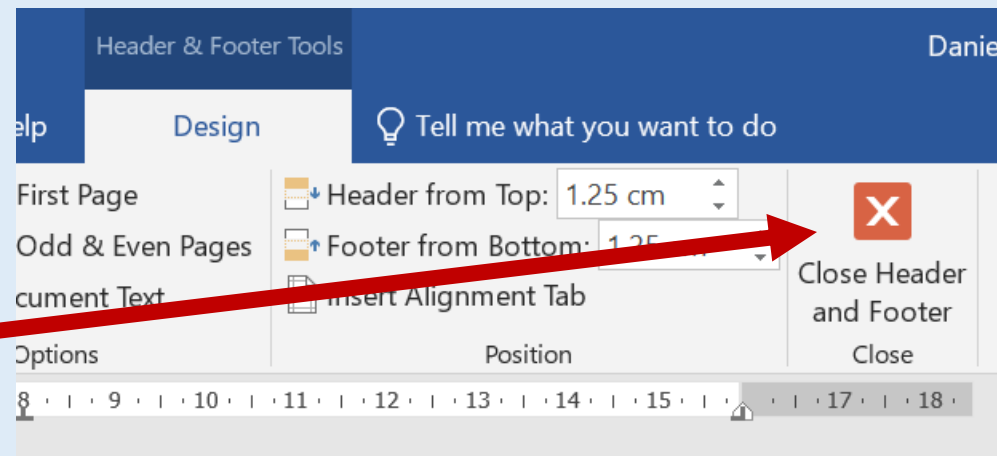 Header & Footer Tools
Danie
elp
Design
Tell me what you want to do
First Page
Odd & Even Pages
cument Text
Options
Header from Top: 1.25 cm
Footer from Bottom: 1.25
Insert Alignment Tab
Position
X
Close Header
and Footer
Close
8 9 10 11 12 13 14 15 17 18